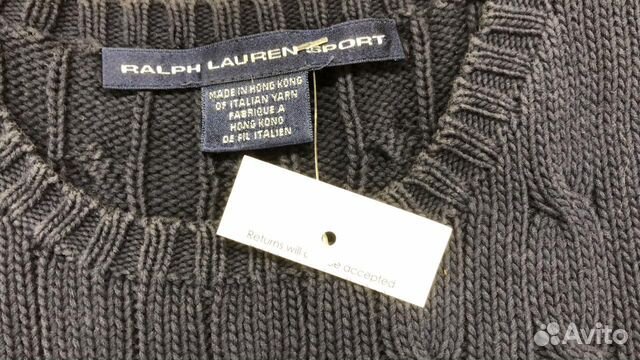 RALPH LAUREN SPORT
MADE IN HONG KONG
OF ITALIAN YARN
FABRIQUE A
HONG KONG
DE FIL ITALIEN
Returns will be accepted
Avito